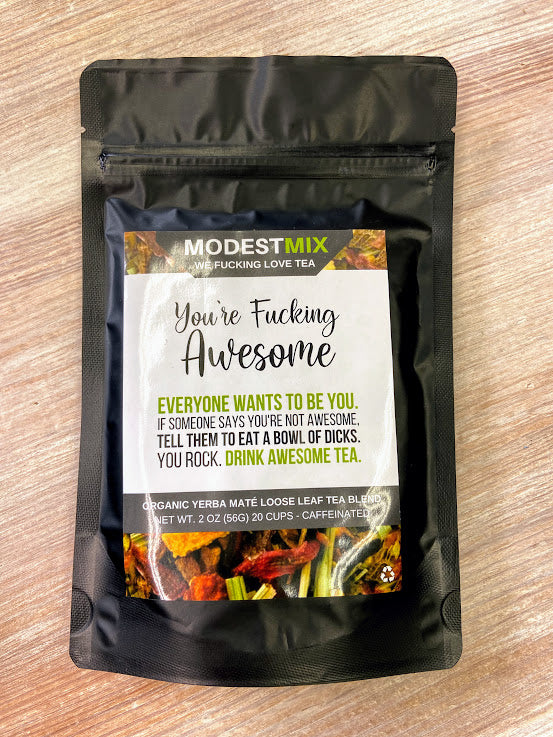 MODESTMIX
WE FUCKING LOVE TEA
You're Fucking
Awesome
EVERYONE WANTS TO BE YOU.
IF SOMEONE SAYS YOU'RE NOT AWESOME,
TELL THEM TO EAT A BOWL OF DICKS.
YOU ROCK. DRINK AWESOME TEA.
ORGANIC YERBA MATÉ LOOSE LEAF TEA BLEND
NET WT. 2 OZ (56G) 20 CUPS - CAFFEINATED